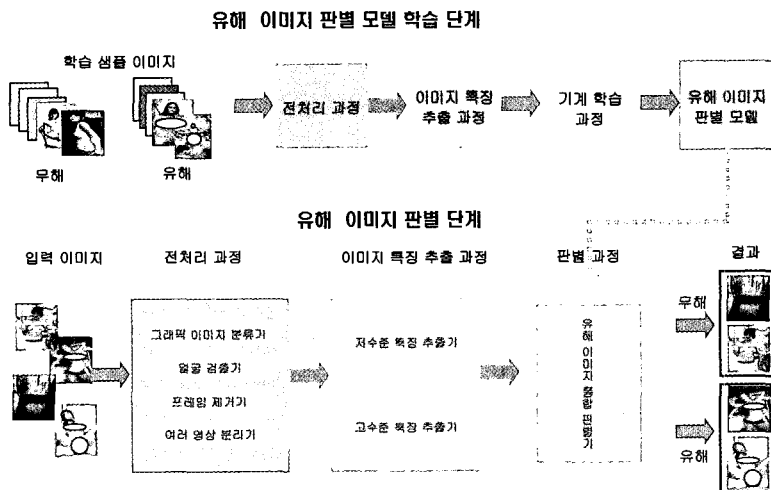 유해 이미지 판별 모델 학습 단계
학습 샘플 이미지
무해
유해
전처리 과정
이미지 특징
추출 과정
기계 학습
과정
유해 이미지
판별 모델
유해 이미지 판별 단계
입력 이미지
전처리 과정
이미지 특징 추출 과정
판별 과정
결과
그래픽 이미지 분류기
얼굴 검출기
프레임 제거기
여러 영상 분리기
저수준 특징 추출기
고수준 특징 추출기
유해 이미지 통합 판별기
무해
유해